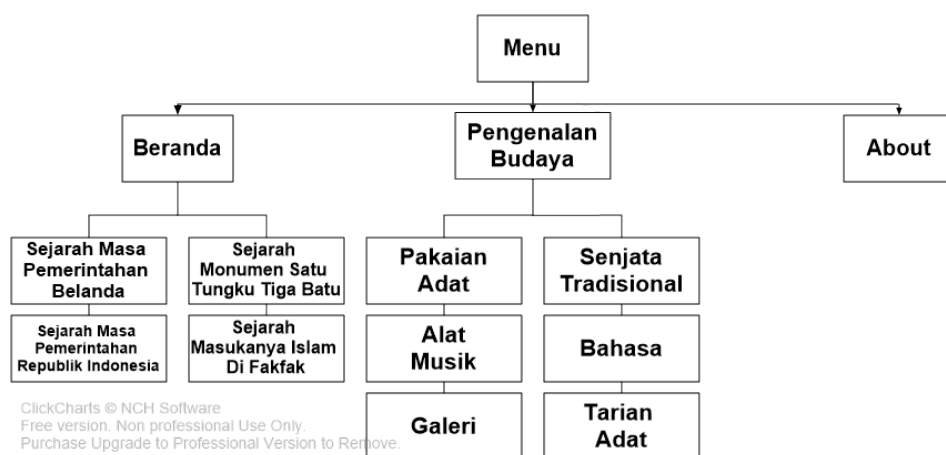 Menu
Beranda
Pengenalan
Budaya
About
Sejarah Masa
Pemerintahan
Belanda
Sejarah
Monumen Satu
Tungku Tiga Batu
Pakaian
Adat
Senjata
Tradisional
Sejarah Masa
Pemerintahan
Republik Indonesia
Sejarah
Masukanya Islam
Di Fakfak
Alat
Musik
Bahasa
Galeri
Tarian
Adat
ClickCharts © NCH Software
Free version. Non professional Use Only.
Purchase Upgrade to Professional Version to Remove.